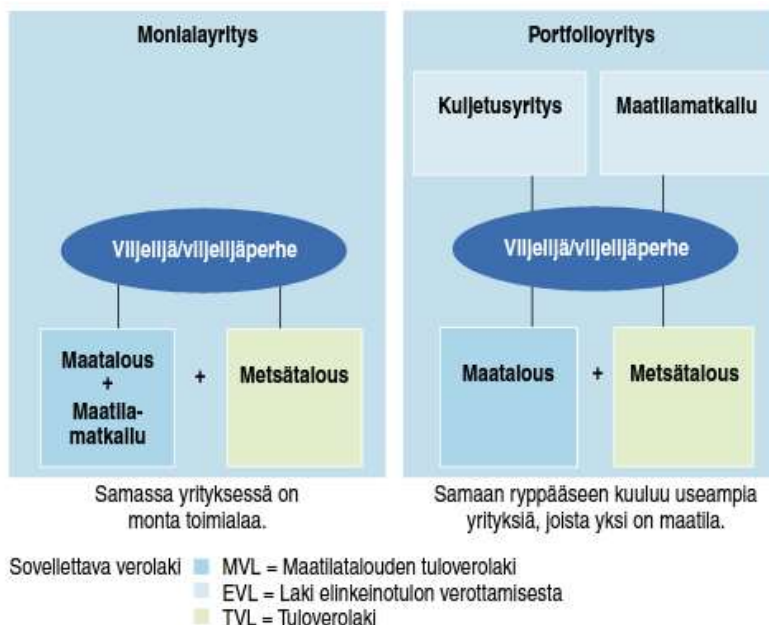 Monialayritys
Viljelijä/viljelijäperhe
Maatalous
+
Maatila-
matkailu
+
Metsätalous
Samassa yrityksessä on
monta toimialaa.
Portfolioyritys
Kuljetusyritys
Maatilamatkailu
Viljelijä/viljelijäperhe
Maatalous
+
Metsätalous
Samaan ryppääseen kuuluu useampia
yrityksiä, joista yksi on maatila.
Sovellettava verolaki
MVL = Maatilatalouden tuloverolaki
EVL = Laki elinkeinotulon verottamisesta
TVL = Tuloverolaki